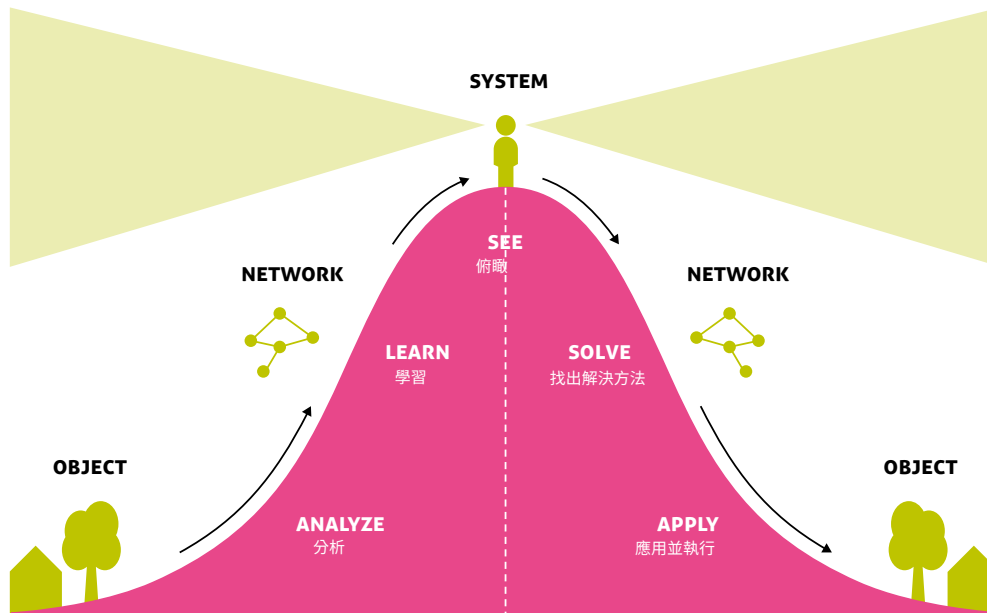 SYSTEM
SEE
俯瞰
NETWORK
NETWORK
LEARN
學習
SOLVE
找出解決方法
OBJECT
OBJECT
ANALYZE
分析
APPLY
應用並執行